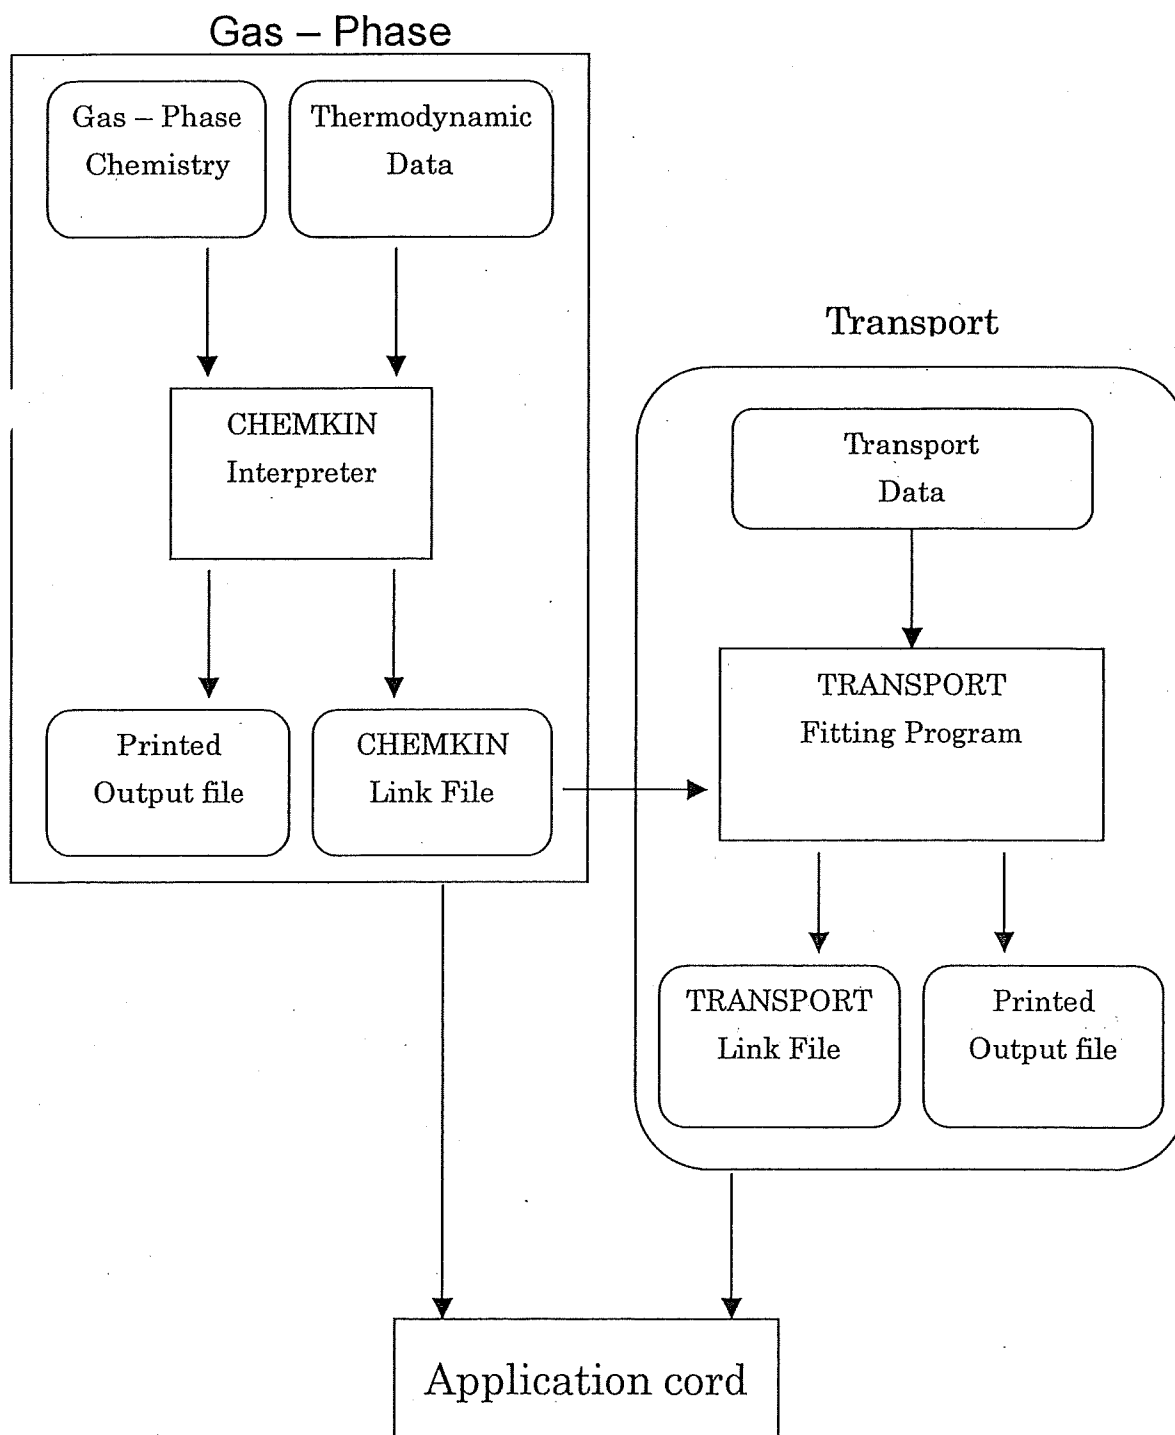 Gas – Phase
Gas – Phase
Chemistry
Thermodynamic
Data
CHEMKIN
Interpreter
Printed
Output file
CHEMKIN
Link File
Transport
Transport
Data
TRANSPORT
Fitting Program
TRANSPORT
Link File
Printed
Output file
Application cord